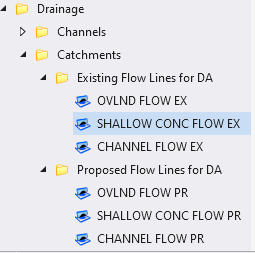 Drainage
Channels
Catchments
Existing Flow Lines for DA
OVLND FLOW EX
SHALLOW CONC FLOW EX
CHANNEL FLOW EX
Proposed Flow Lines for DA
OVLND FLOW PR
SHALLOW CONC FLOW PR
CHANNEL FLOW PR